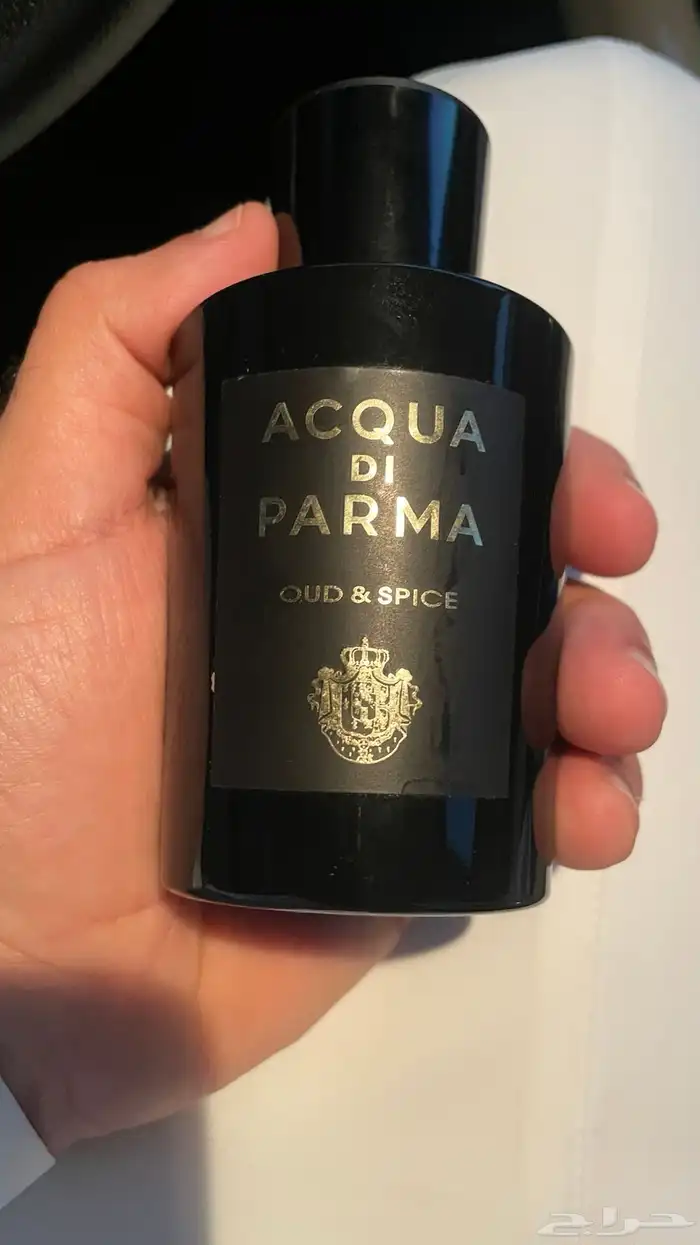 ACQUA
DI
PARMA
OUD & SPICE
حراج